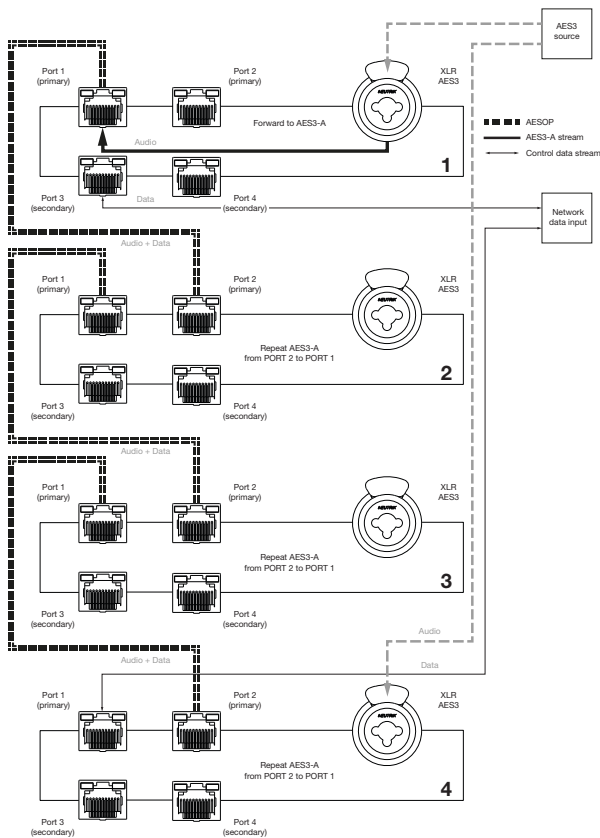 AES3
source
Port 1
(primary)
Port 2
(primary)
XLR
AES3
NEUTRIK
Forward to AES3-A
Audio
1
AESOP
AES3-A stream
Control data stream
Port 3
(secondary)
Data
Port 4
(secondary)
Network
data input
Audio + Data
Port 1
(primary)
Port 2
(primary)
XLR
AES3
NEUTRIK
Repeat AES3-A
from PORT 2 to PORT 1
2
Port 3
(secondary)
Port 4
(secondary)
Audio + Data
Port 1
(primary)
Port 2
(primary)
XLR
AES3
NEUTRIK
Repeat AES3-A
from PORT 2 to PORT 1
3
Port 3
(secondary)
Port 4
(secondary)
Audio
Audio + Data
Data
Port 1
(primary)
Port 2
(primary)
XLR
AES3
NEUTRIK
Repeat AES3-A
from PORT 2 to PORT 1
4
Port 3
(secondary)
Port 4
(secondary)